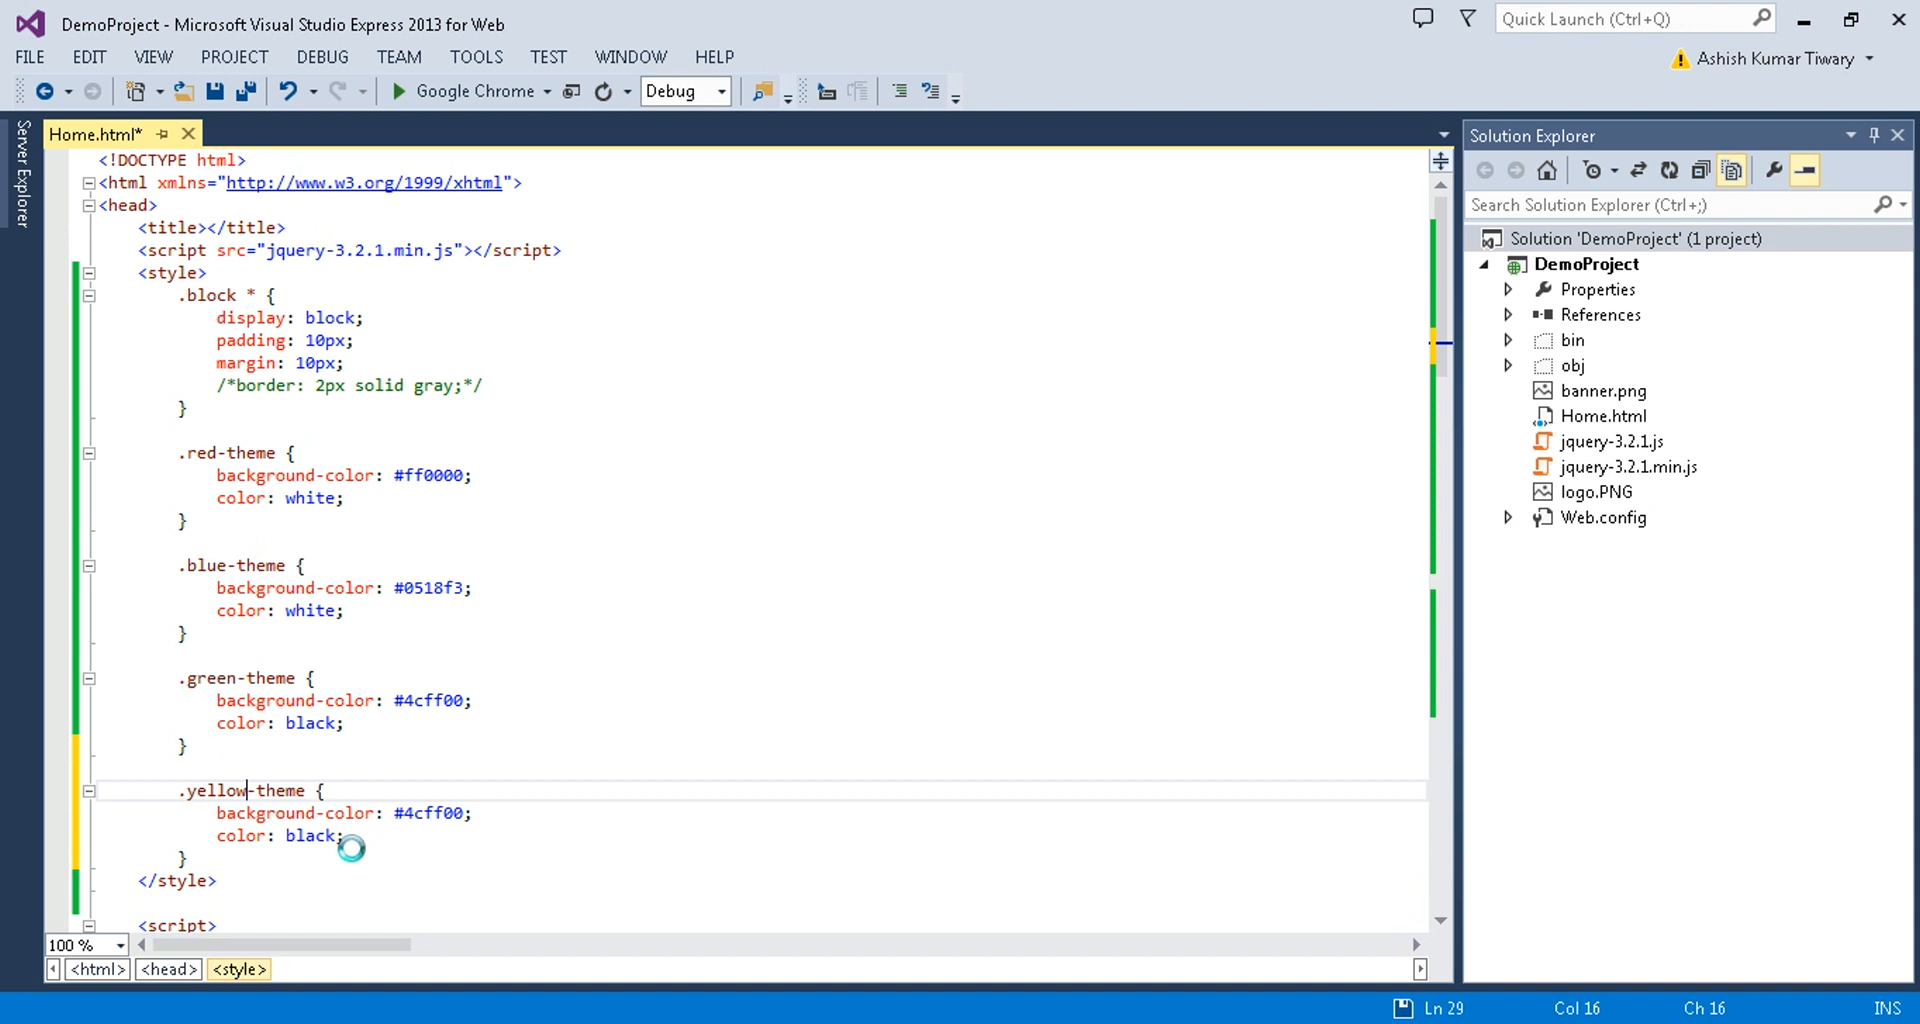 DemoProject - Microsoft Visual Studio Express 2013 for Web
Quick Launch (Ctrl+Q)
FILE EDIT VIEW PROJECT DEBUG TEAM TOOLS TEST WINDOW HELP
Ashish Kumar Tiwary
Google Chrome
Debug
Server Explorer
Home.html*
<!DOCTYPE html>
<html xmlns="http://www.w3.org/1999/xhtml">
<head>
<title></title>
<script src="jquery-3.2.1.min.js"></script>
<style>
.block * {
display: block;
padding: 10px;
margin: 10px;
/*border: 2px solid gray;*/
}
.red-theme {
background-color: #ff0000;
color: white;
}
.blue-theme {
background-color: #0518f3;
color: white;
}
.green-theme {
background-color: #4cff00;
color: black;
}
.yellow-theme {
background-color: #4cff00;
color: black;
}
</style>
<script>
100 %
<html> <head> <style>
Solution Explorer
Search Solution Explorer (Ctrl+;)
Solution 'DemoProject' (1 project)
DemoProject
Properties
References
bin
obj
banner.png
Home.html
jquery-3.2.1.js
jquery-3.2.1.min.js
logo.PNG
Web.config
Ln 29 Col 16 Ch 16 INS